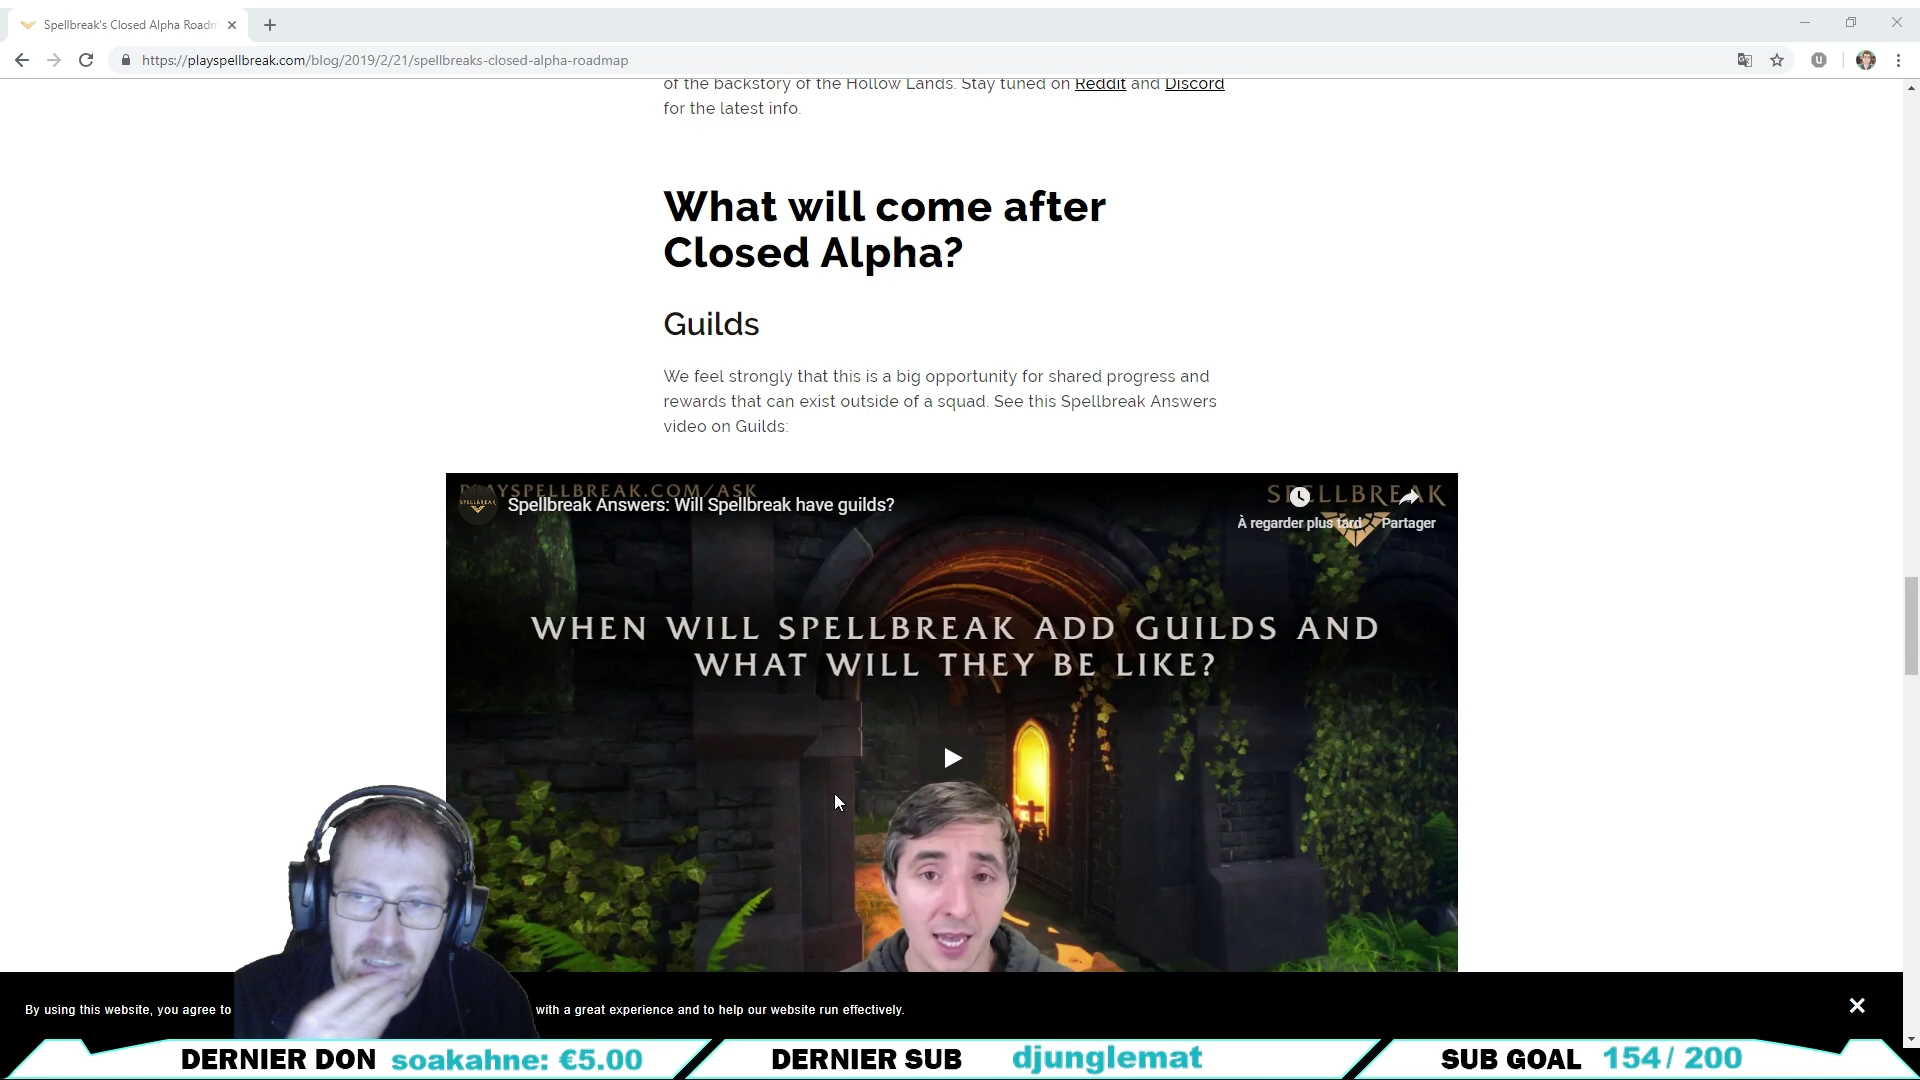 Spellbreak's Closed Alpha Roadm
https://playspellbreak.com/blog/2019/2/21/spellbreaks-closed-alpha-roadmap
of the backstory of the Hollow Lands. Stay tuned on Reddit and Discord
for the latest info.
What will come after
Closed Alpha?
Guilds
We feel strongly that this is a big opportunity for shared progress and
rewards that can exist outside of a squad. See this Spellbreak Answers
video on Guilds:
PLAYSPELLBREAK.COM/ASK
SPELLBREAK
SPELLBREAK
Spellbreak Answers: Will Spellbreak have guilds?
À regarder plus tard
Partager
WHEN WILL SPELLBREAK ADD GUILDS AND
WHAT WILL THEY BE LIKE?
By using this website, you agree to
with a great experience and to help our website run effectively.
DERNIER DON soakahne: €5.00
DERNIER SUB djunglemat
SUB GOAL 154 / 200